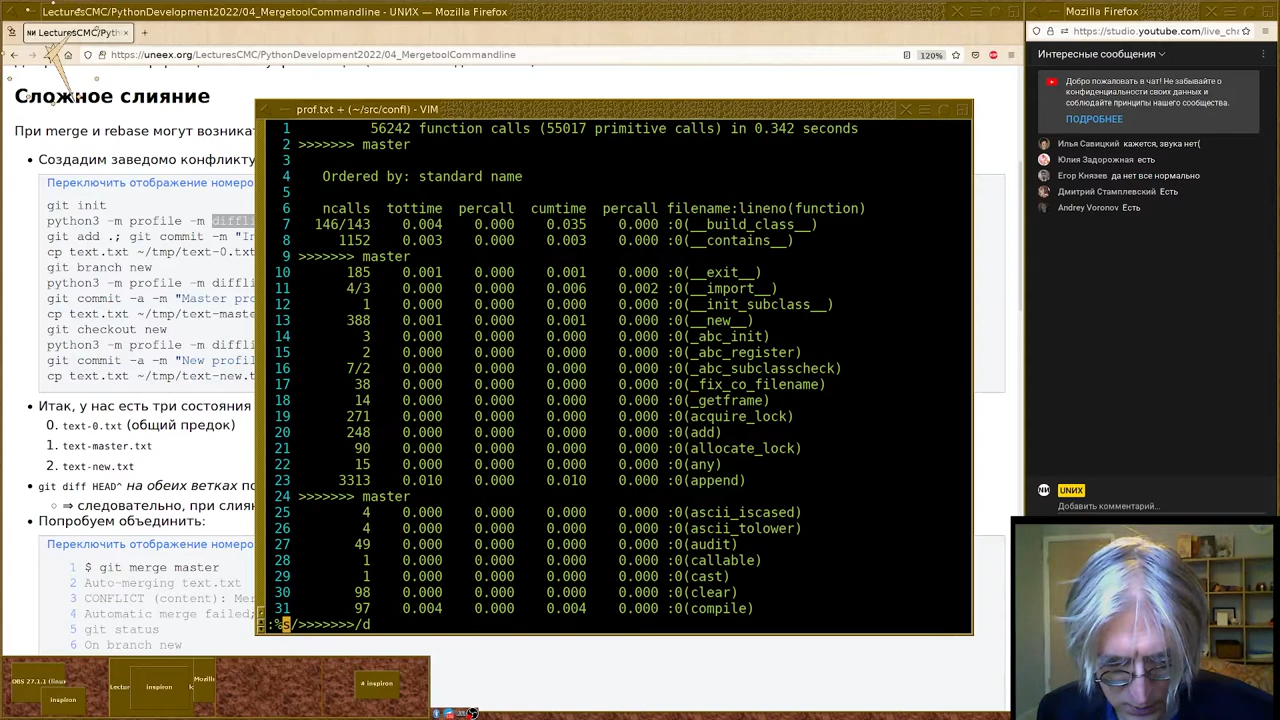 LecturesCMC/PythonDevelopment2022/04_MergetoolCommandline - UNИX — Mozilla Firefox
Mozilla Firefox
LecturesCMC/Pyth
https://uneex.org/LecturesCMC/PythonDevelopment2022/04_MergetoolCommandline
120%
https://studio.youtube.com/live_ch
Сложное слияние
При merge и rebase могут возникат
Создадим заведомо конфликту
Переключить отображение номеро
git init
python3 -m profile -m diffli
git add .; git commit -m "In
cp text.txt ~/tmp/text-0.txt
git branch new
python3 -m profile -m diffli
git commit -a -m "Master pro
cp text.txt ~/tmp/text-maste
git checkout new
python3 -m profile -m diffli
git commit -a -m "New profil
cp text.txt ~/tmp/text-new.t
Итак, у нас есть три состояния
0. text-0.txt (общий предок)
1. text-master.txt
2. text-new.txt
git diff HEAD^ на обеих ветках по
⇒ следовательно, при слиян
Попробуем объединить:
Переключить отображение номеро
1 $ git merge master
2 Auto-merging text.txt
3 CONFLICT (content): Mer
4 Automatic merge failed;
5 git status
6 On branch new
prof.txt + (~/src/confl) - VIM
1 56242 function calls (55017 primitive calls) in 0.342 seconds
2 >>>>>>> master
3
4 Ordered by: standard name
5
6 ncalls tottime percall cumtime percall filename:lineno(function)
7 146/143 0.004 0.000 0.035 0.000 :0(__build_class__)
8 1152 0.003 0.000 0.003 0.000 :0(__contains__)
9 >>>>>>> master
10 185 0.001 0.000 0.001 0.000 :0(__exit__)
11 4/3 0.000 0.000 0.006 0.002 :0(__import__)
12 1 0.000 0.000 0.000 0.000 :0(__init_subclass__)
13 388 0.001 0.000 0.001 0.000 :0(__new__)
14 3 0.000 0.000 0.000 0.000 :0(_abc_init)
15 2 0.000 0.000 0.000 0.000 :0(_abc_register)
16 7/2 0.000 0.000 0.000 0.000 :0(_abc_subclasscheck)
17 38 0.000 0.000 0.000 0.000 :0(_fix_co_filename)
18 14 0.000 0.000 0.000 0.000 :0(_getframe)
19 271 0.000 0.000 0.000 0.000 :0(acquire_lock)
20 248 0.000 0.000 0.000 0.000 :0(add)
21 90 0.000 0.000 0.000 0.000 :0(allocate_lock)
22 15 0.000 0.000 0.000 0.000 :0(any)
23 3313 0.010 0.000 0.010 0.000 :0(append)
24 >>>>>>> master
25 4 0.000 0.000 0.000 0.000 :0(ascii_iscased)
26 4 0.000 0.000 0.000 0.000 :0(ascii_tolower)
27 49 0.000 0.000 0.000 0.000 :0(audit)
28 1 0.000 0.000 0.000 0.000 :0(callable)
29 1 0.000 0.000 0.000 0.000 :0(cast)
30 98 0.000 0.000 0.000 0.000 :0(clear)
31 97 0.004 0.000 0.004 0.000 :0(compile)
:%s/>>>>>>>/d
Интересные сообщения
Добро пожаловать в чат! Не забывайте о
конфиденциальности своих данных и
соблюдайте принципы нашего сообщества.
ПОДРОБНЕЕ
Илья Савицкий кажется, звука нет(
Юлия Задорожная есть
Егор Князев да нет все нормально
Дмитрий Стамплевский Есть
Andrey Voronov Есть
UNИX
Добавить комментарий...
OBS 27.1.1 (linu
inspiron
Lectur
inspiron
Mozill
# inspiron